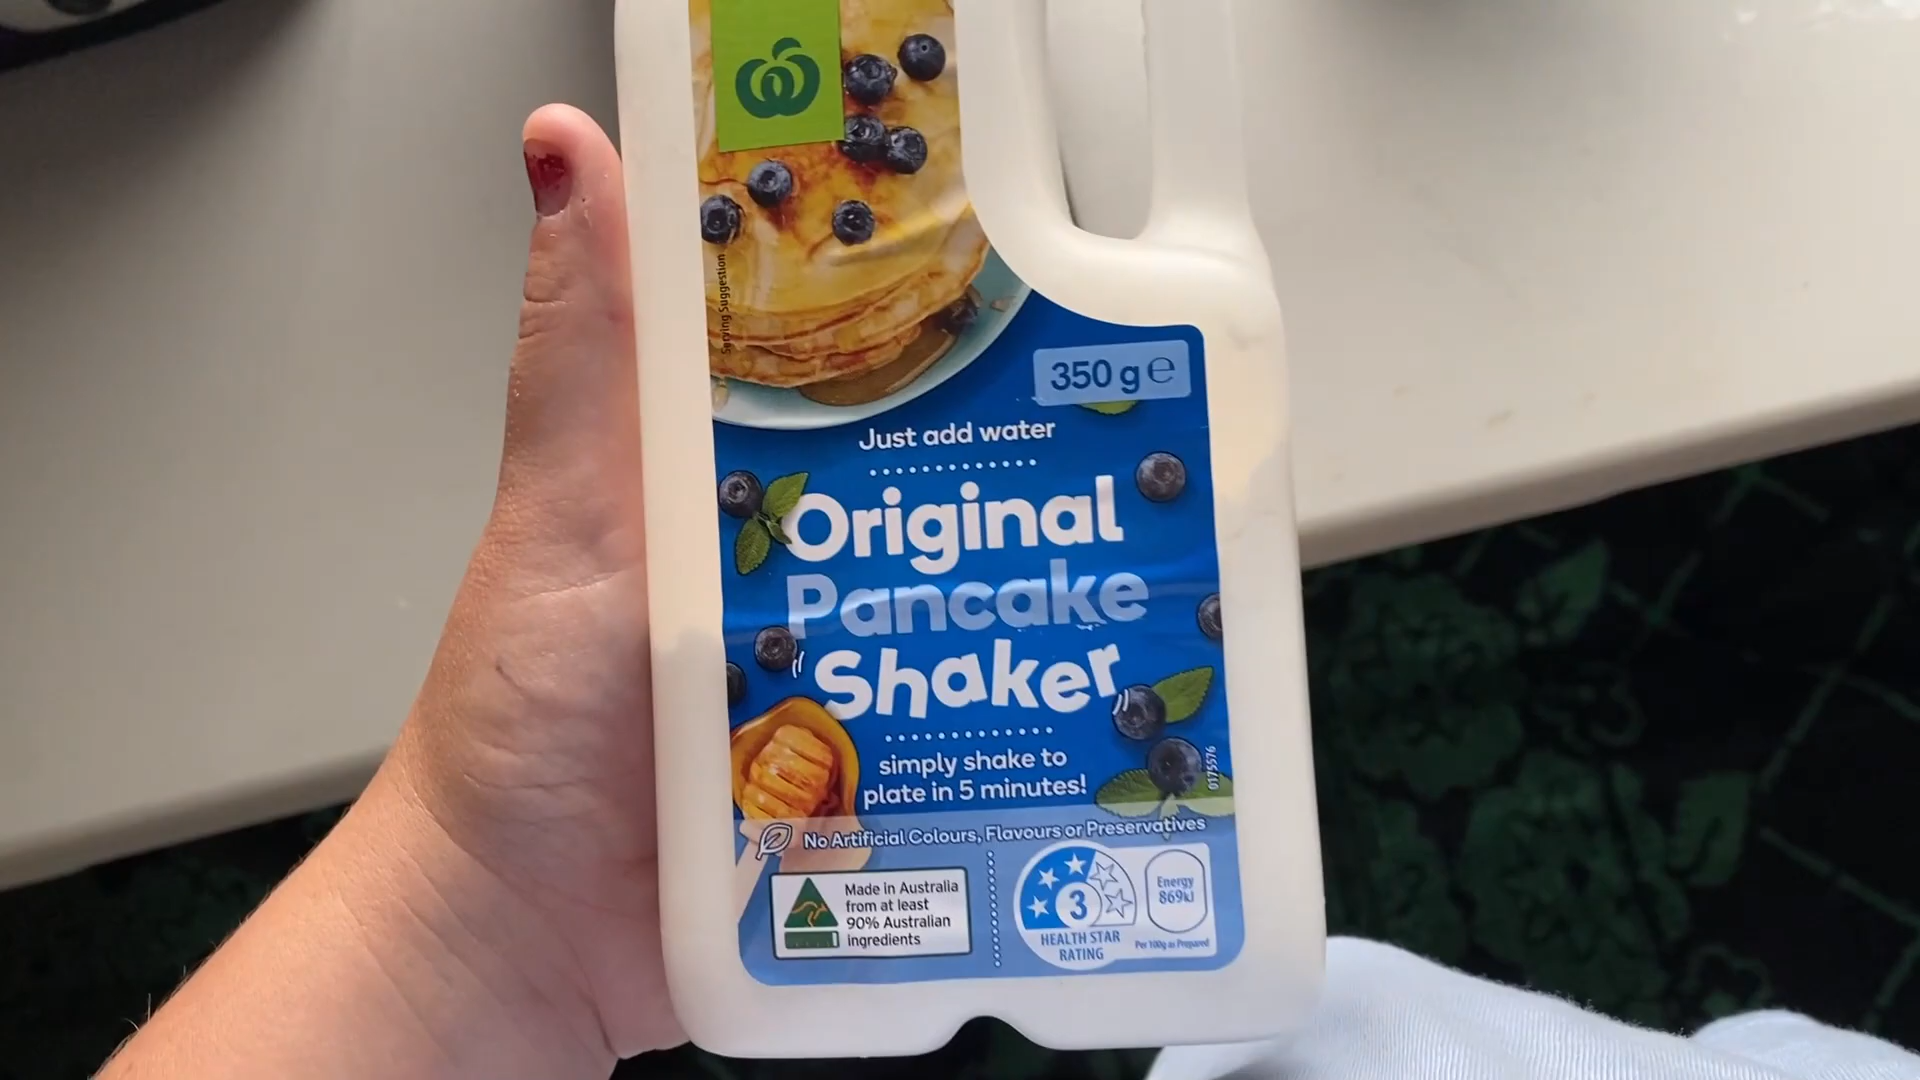 Serving Suggestion
350 g e
Just add water
Original
Pancake
Shaker
simply shake to
plate in 5 minutes!
0175576
No Artificial Colours, Flavours or Preservatives
Made in Australia
from at least
90% Australian
ingredients
3
HEALTH STAR
RATING
Energy
869kJ
Per 100g as Prepared